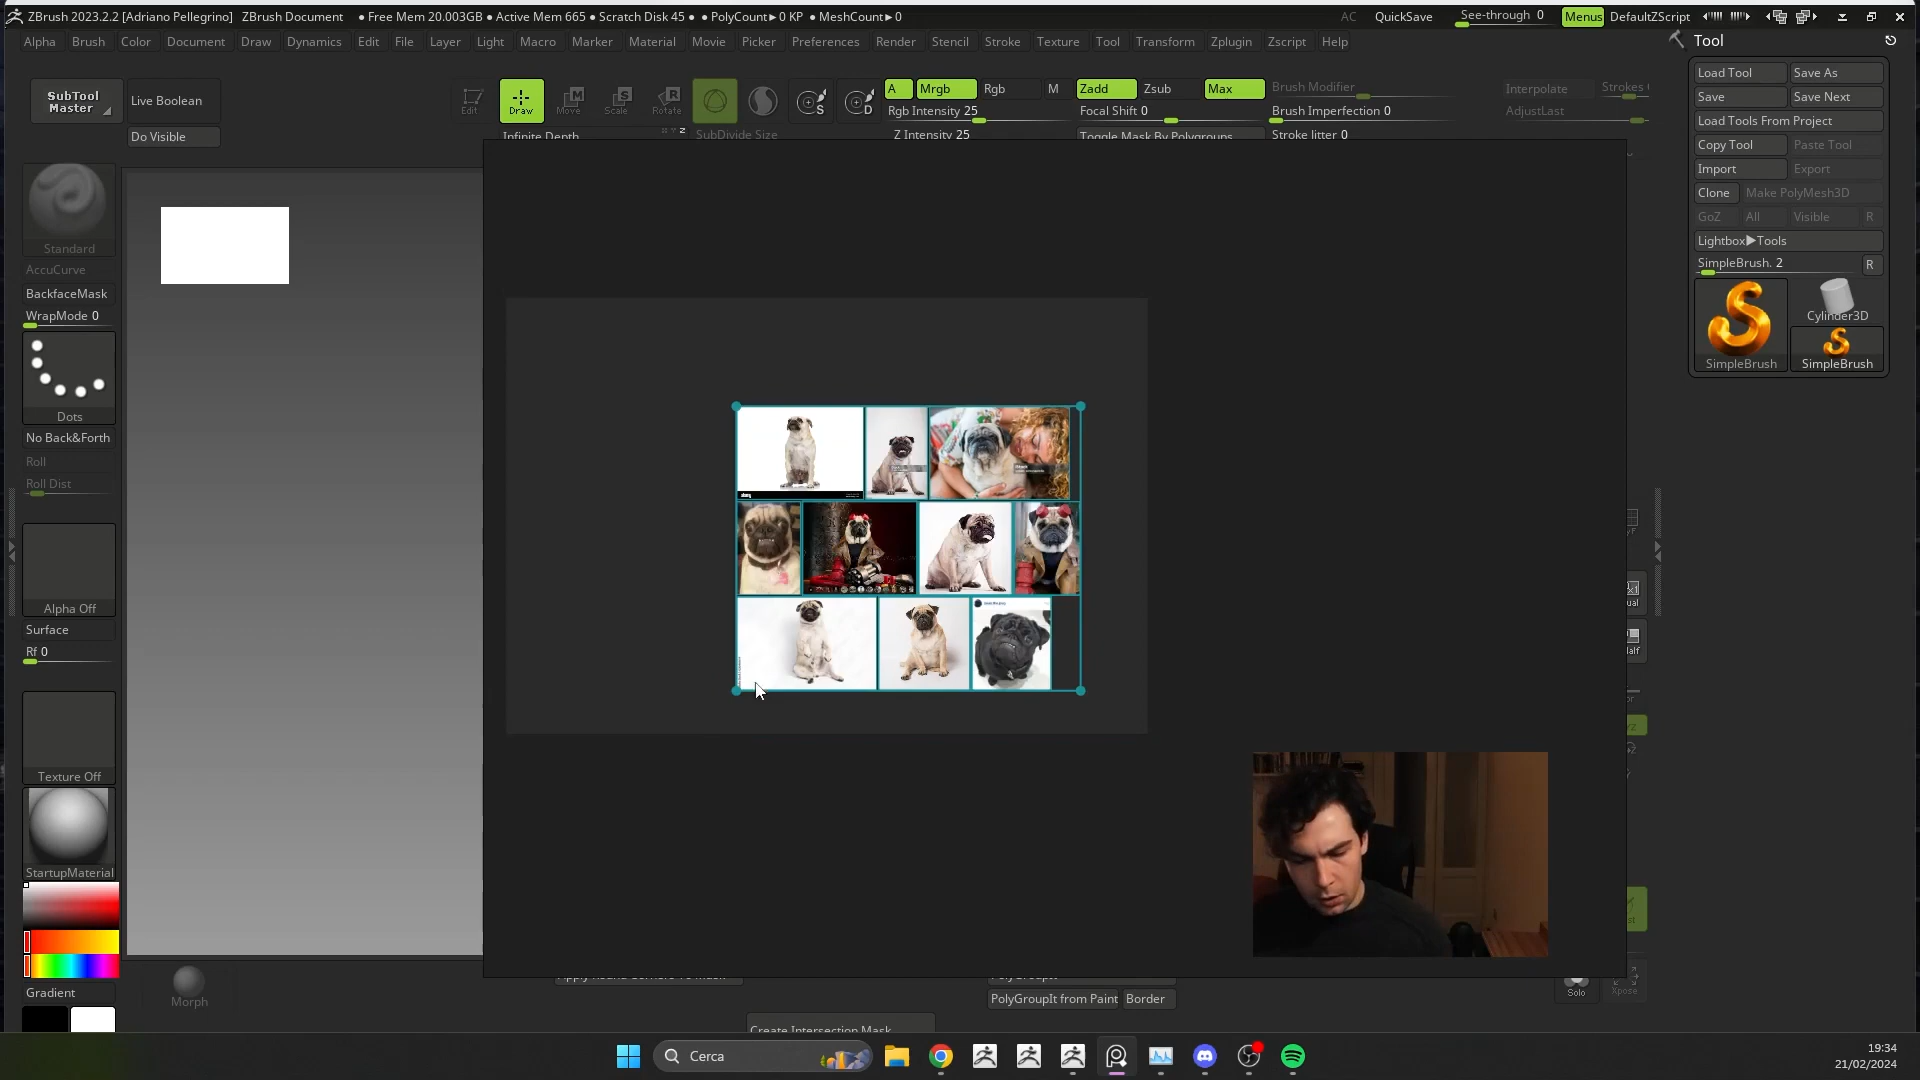 ZBrush 2023.2.2 [Adriano Pellegrino] ZBrush Document ● Free Mem 20.003GB ● Active Mem 665 ● Scratch Disk 45 ● ● PolyCount►0 KP ● MeshCount►0
AC QuickSave See-through 0 Menus DefaultZScript
Alpha Brush Color Document Draw Dynamics Edit File Layer Light Macro Marker Material Movie Picker Preferences Render Stencil Stroke Texture Tool Transform Zplugin Zscript Help
Tool
Load Tool Save As
Save Save Next
Load Tools From Project
Copy Tool Paste Tool
Import Export
Clone Make PolyMesh3D
GoZ All Visible R
Lightbox►Tools
SimpleBrush. 2 R
Cylinder3D
SimpleBrush SimpleBrush
SubTool
Master
Live Boolean
Do Visible
Edit Draw Move Scale Rotate
A Mrgb Rgb M Zadd Zsub Max Brush Modifier Interpolate Strokes
Rgb Intensity 25 Focal Shift 0 Brush Imperfection 0 AdjustLast
Infinite Depth SubDivide Size Z Intensity 25 Toggle Mask By Polygroups Stroke Jitter 0
Standard
AccuCurve
BackfaceMask
WrapMode 0
Dots
No Back&Forth
Roll
Roll Dist
Alpha Off
Surface
Rf 0
Texture Off
StartupMaterial
Gradient
Morph
PolyGroupIt
PolyGroupIt from Paint Border
Create Intersection Mask
Solo Xpose
Cerca
19:34
21/02/2024